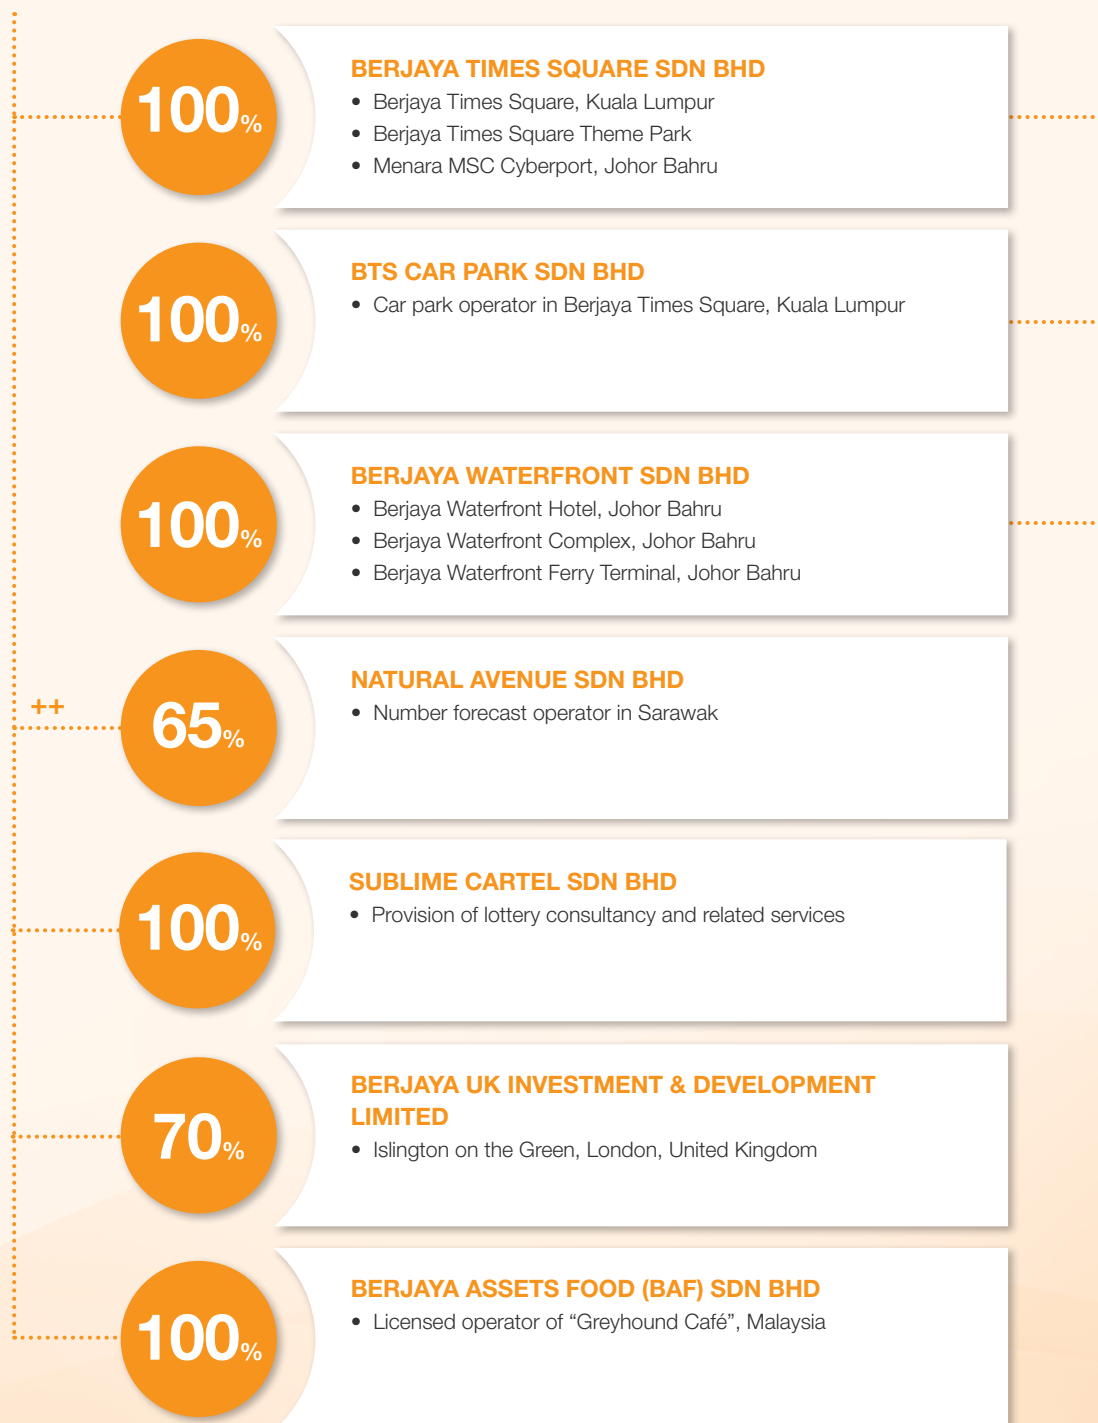 100%
BERJAYA TIMES SQUARE SDN BHD
• Berjaya Times Square, Kuala Lumpur
• Berjaya Times Square Theme Park
• Menara MSC Cyberport, Johor Bahru
100%
BTS CAR PARK SDN BHD
• Car park operator in Berjaya Times Square, Kuala Lumpur
100%
BERJAYA WATERFRONT SDN BHD
• Berjaya Waterfront Hotel, Johor Bahru
• Berjaya Waterfront Complex, Johor Bahru
• Berjaya Waterfront Ferry Terminal, Johor Bahru
++
65%
NATURAL AVENUE SDN BHD
• Number forecast operator in Sarawak
100%
SUBLIME CARTEL SDN BHD
• Provision of lottery consultancy and related services
70%
BERJAYA UK INVESTMENT & DEVELOPMENT
LIMITED
• Islington on the Green, London, United Kingdom
100%
BERJAYA ASSETS FOOD (BAF) SDN BHD
• Licensed operator of “Greyhound Café”, Malaysia